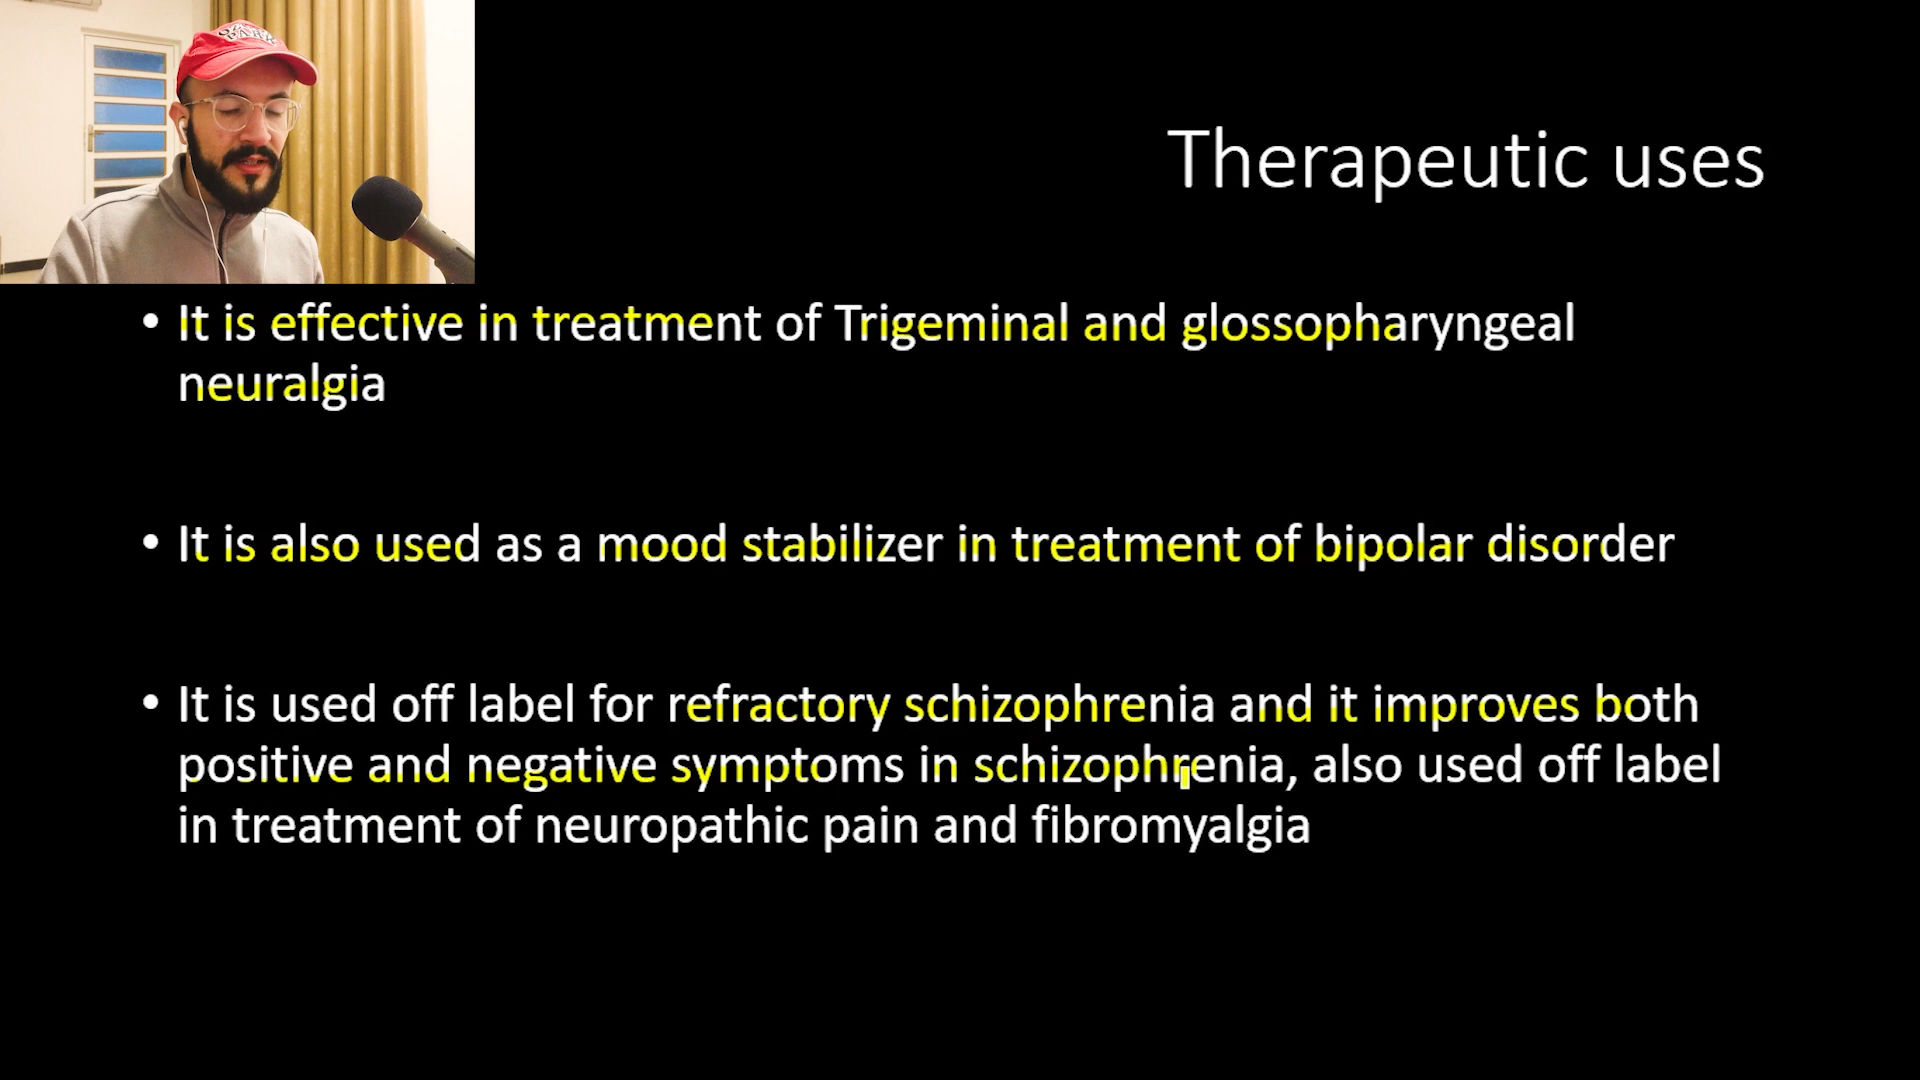 Therapeutic uses
• It is effective in treatment of Trigeminal and glossopharyngeal
neuralgia
• It is also used as a mood stabilizer in treatment of bipolar disorder
• It is used off label for refractory schizophrenia and it improves both
positive and negative symptoms in schizophrenia, also used off label
in treatment of neuropathic pain and fibromyalgia